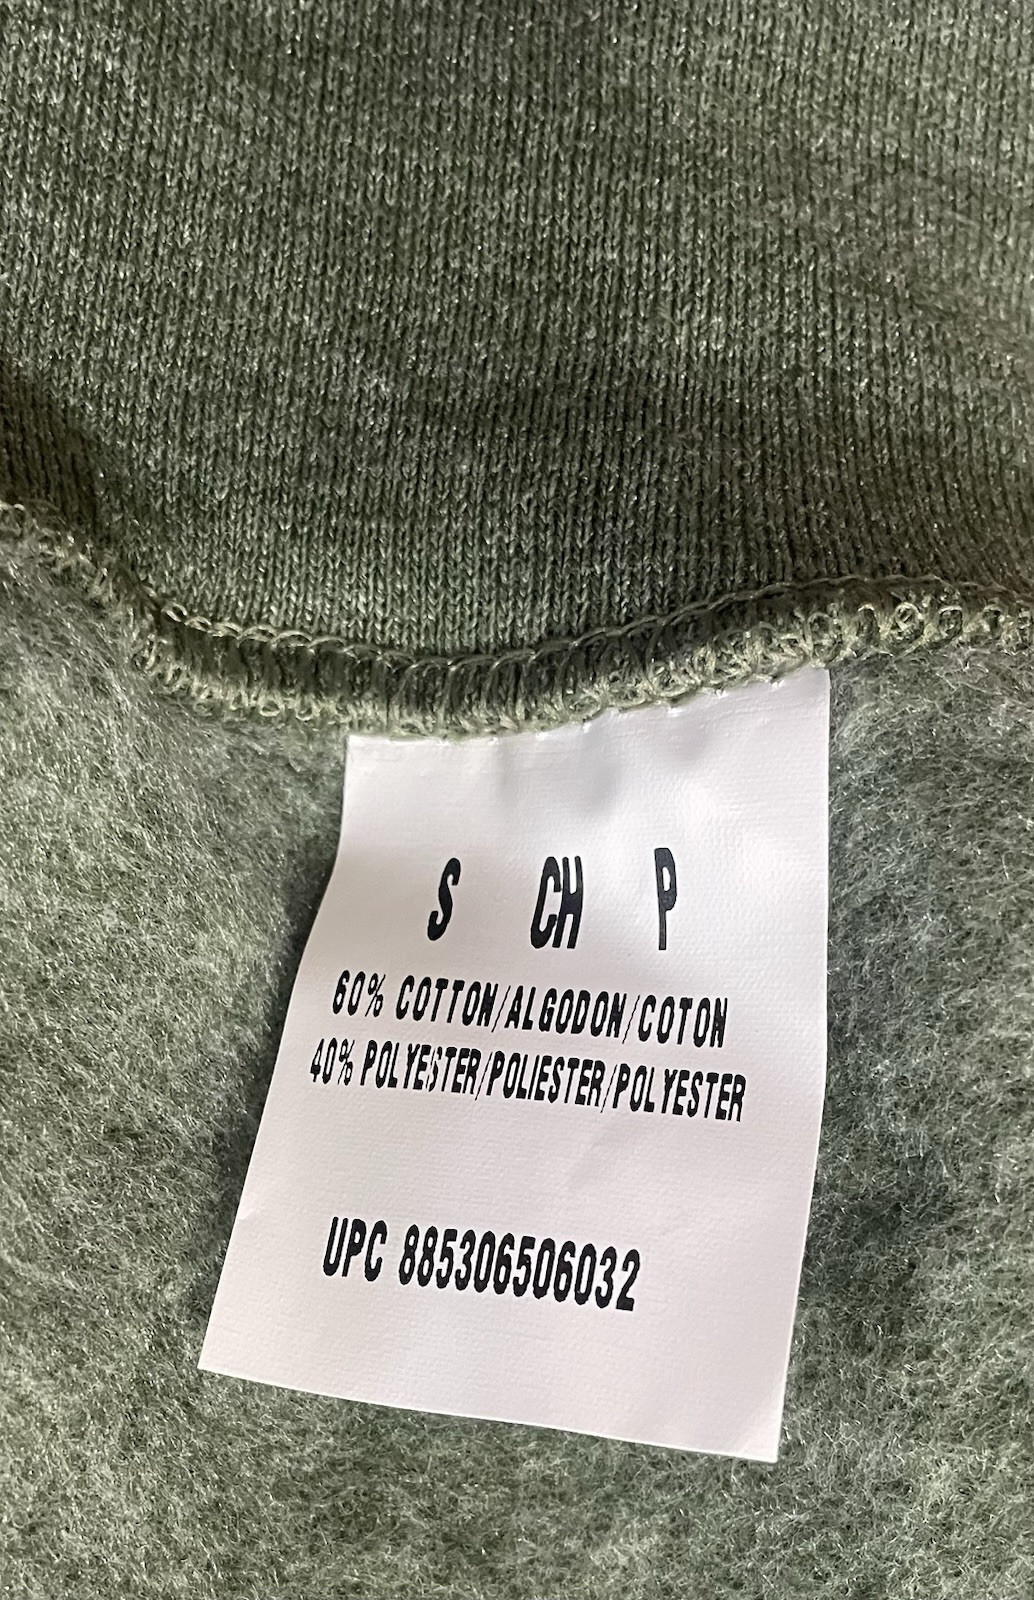 S CH P
60% COTTON/ALGODON/COTON
40% POLYESTER/POLIESTER/POLYESTER
UPC 885306506032